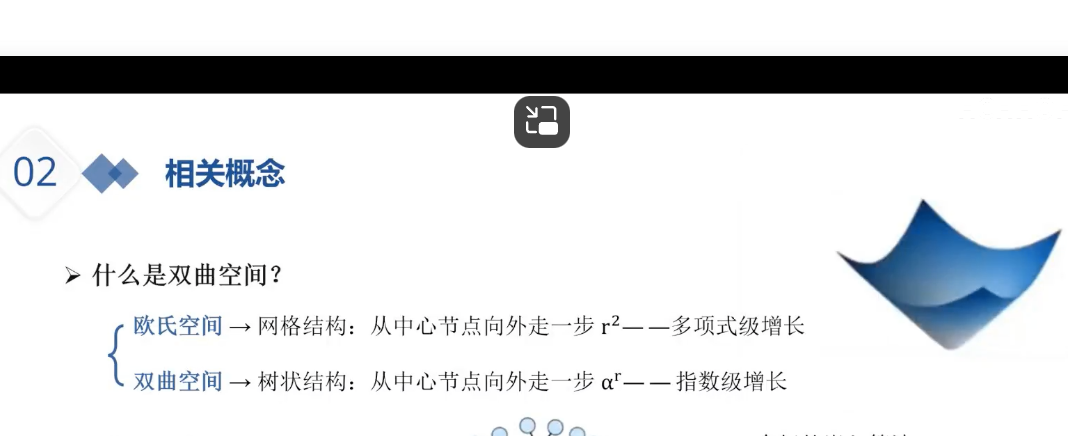 02
相关概念
➢ 什么是双曲空间？
欧氏空间 → 网格结构：从中心节点向外走一步 r²— —多项式级增长
双曲空间 → 树状结构：从中心节点向外走一步 αʳ— — 指数级增长